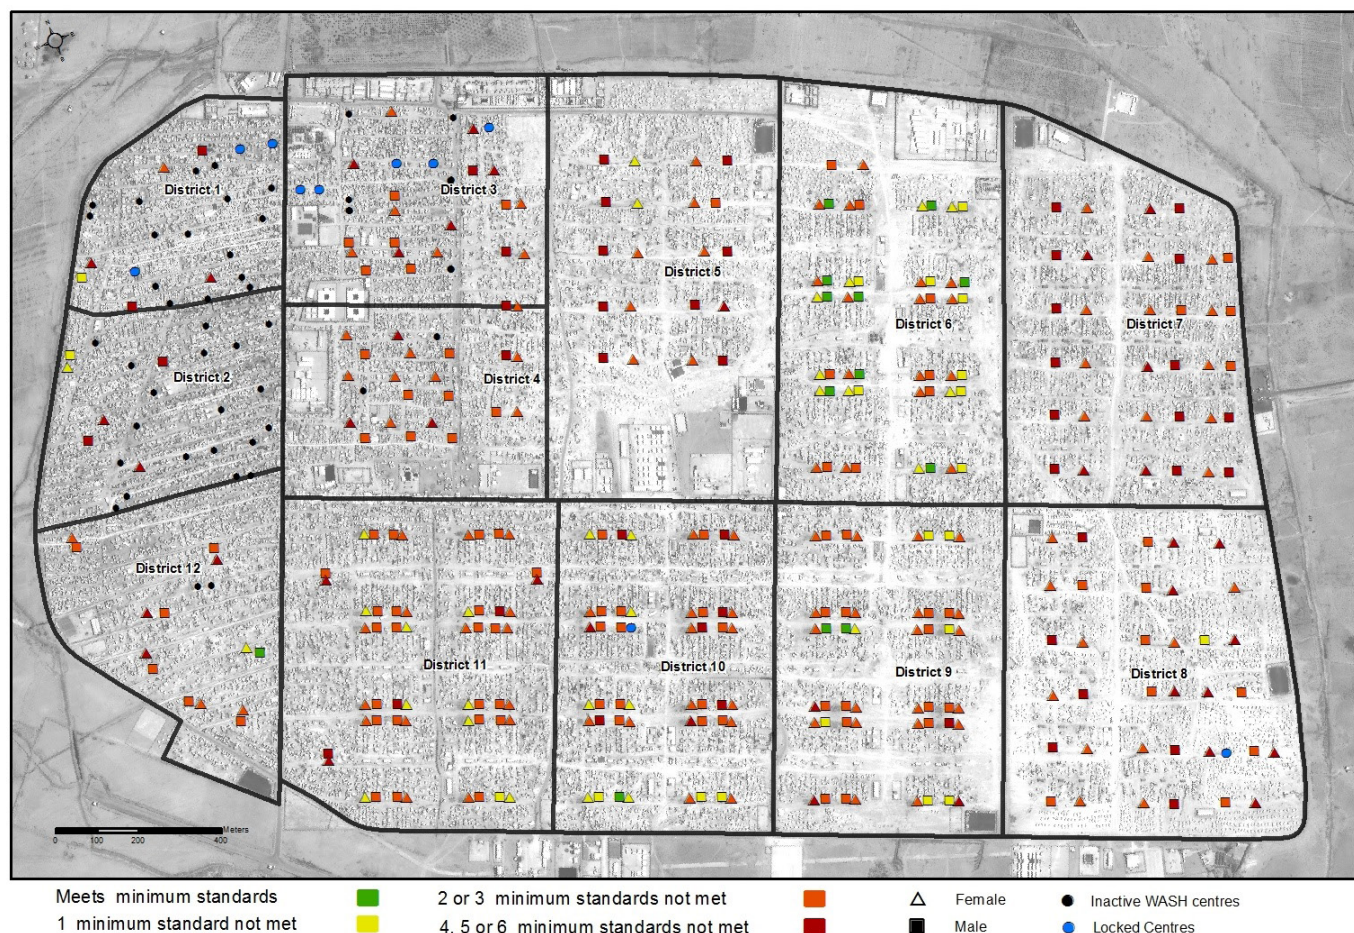 District 1
District 3
District 5
District 6
District 7
District 2
District 4
District 12
District 11
District 10
District 9
District 8
Meters
0 100 200 400
Meets minimum standards
2 or 3 minimum standards not met
Female
Inactive WASH centres
1 minimum standard not met
4, 5 or 6 minimum standards not met
Male
Locked Centres